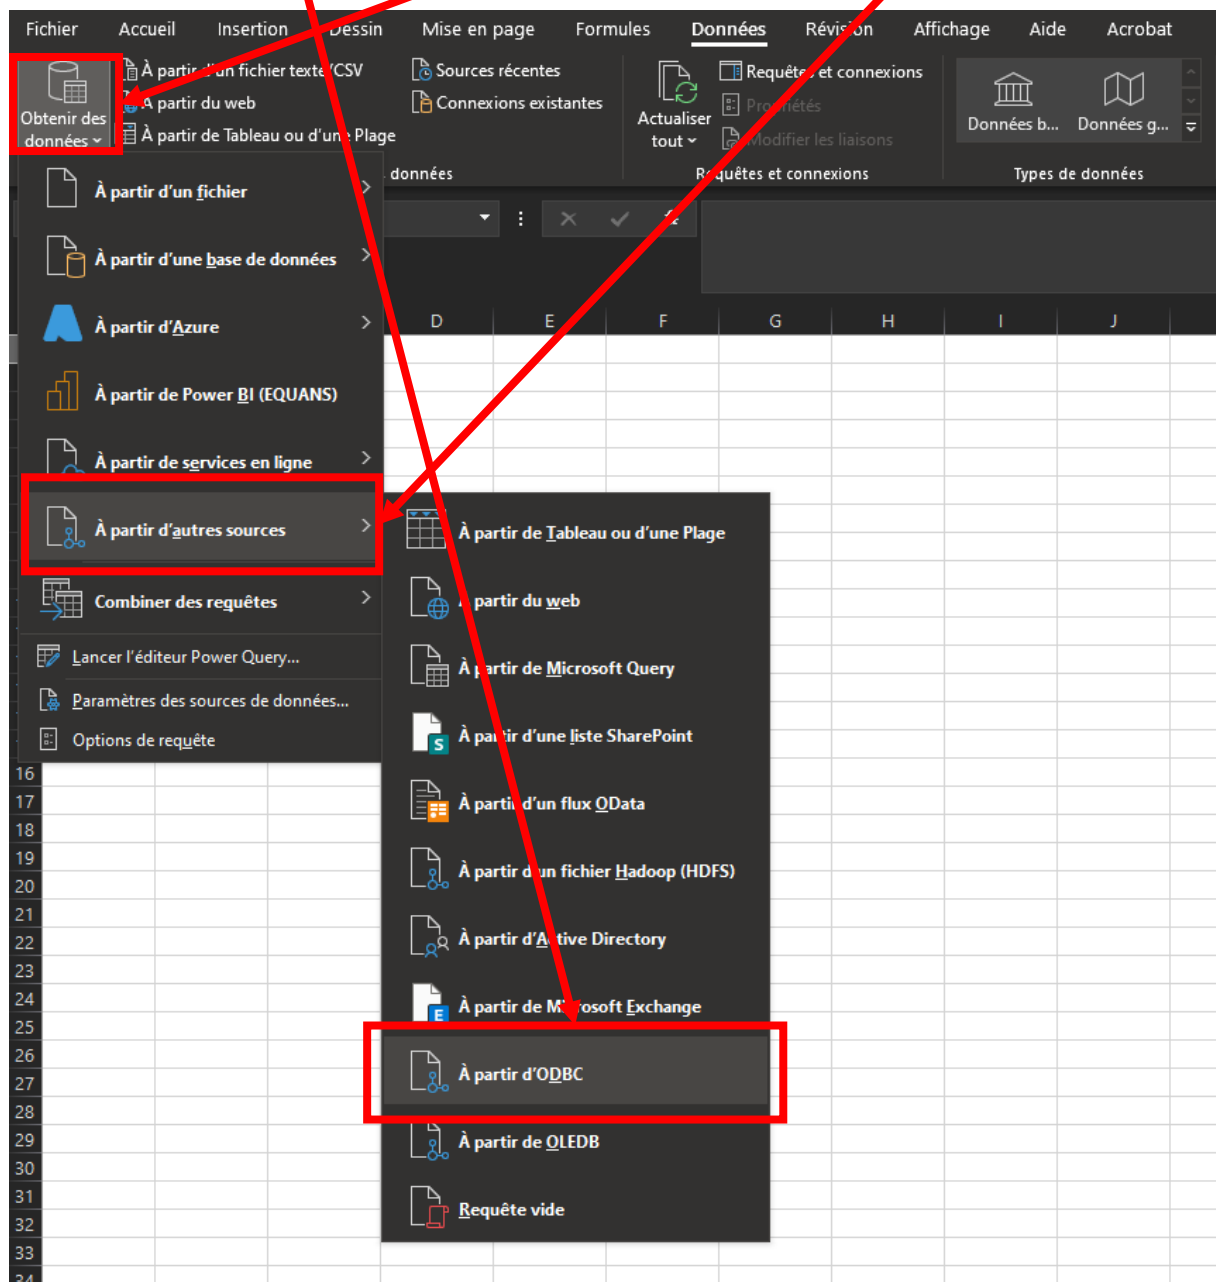 Fichier Accueil Insertion Dessin Mise en page Formules Données Révision Affichage Aide Acrobat
Obtenir des
données
À partir d'un fichier texte/CSV
À partir du web
À partir de Tableau ou d'une Plage
Sources récentes
Connexions existantes
données
Actualiser
tout
Requêtes et connexions
Propriétés
Modifier les liaisons
Requêtes et connexions
Données b... Données g...
Types de données
À partir d'un fichier
À partir d'une base de données
À partir d'Azure
À partir de Power BI (EQUANS)
À partir de services en ligne
À partir d'autres sources
Combiner des requêtes
Lancer l'éditeur Power Query...
Paramètres des sources de données...
Options de requête
D E F G H I J
À partir de Tableau ou d'une Plage
À partir du web
À partir de Microsoft Query
À partir d'une liste SharePoint
À partir d'un flux OData
À partir d'un fichier Hadoop (HDFS)
À partir d'Active Directory
À partir de Microsoft Exchange
À partir d'ODBC
À partir de OLEDB
Requête vide
16
17
18
19
20
21
22
23
24
25
26
27
28
29
30
31
32
33
34